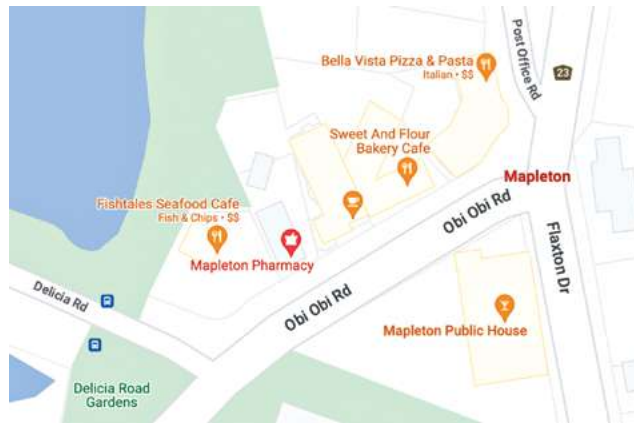 Bella Vista Pizza & Pasta
Italian • $$
Post Office Rd
23
Sweet And Flour
Bakery Cafe
Mapleton
Fishtales Seafood Cafe
Fish & Chips • $$
Obi Obi Rd
Flaxton Dr
Mapleton Pharmacy
Delicia Rd
Obi Obi Rd
Mapleton Public House
Delicia Road
Gardens